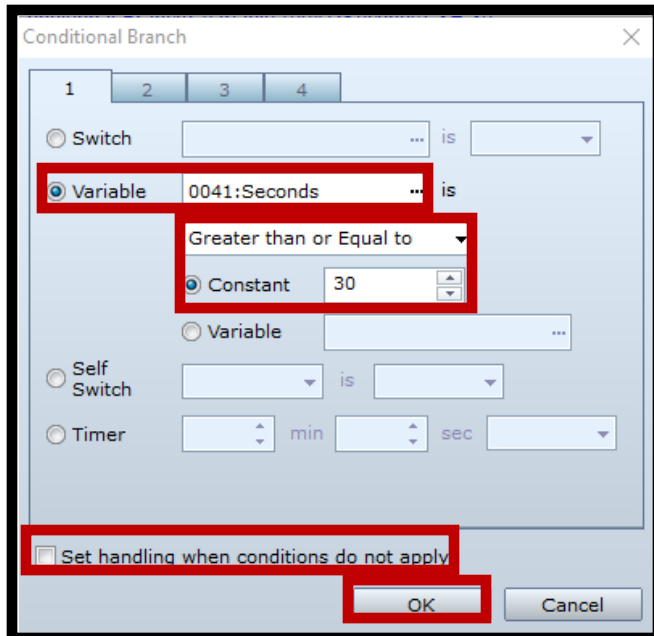 Conditional Branch
1 2 3 4
Switch ... is
Variable 0041:Seconds ... is
Greater than or Equal to
Constant 30
Variable ...
Self
Switch is
Timer min sec
Set handling when conditions do not apply
OK Cancel